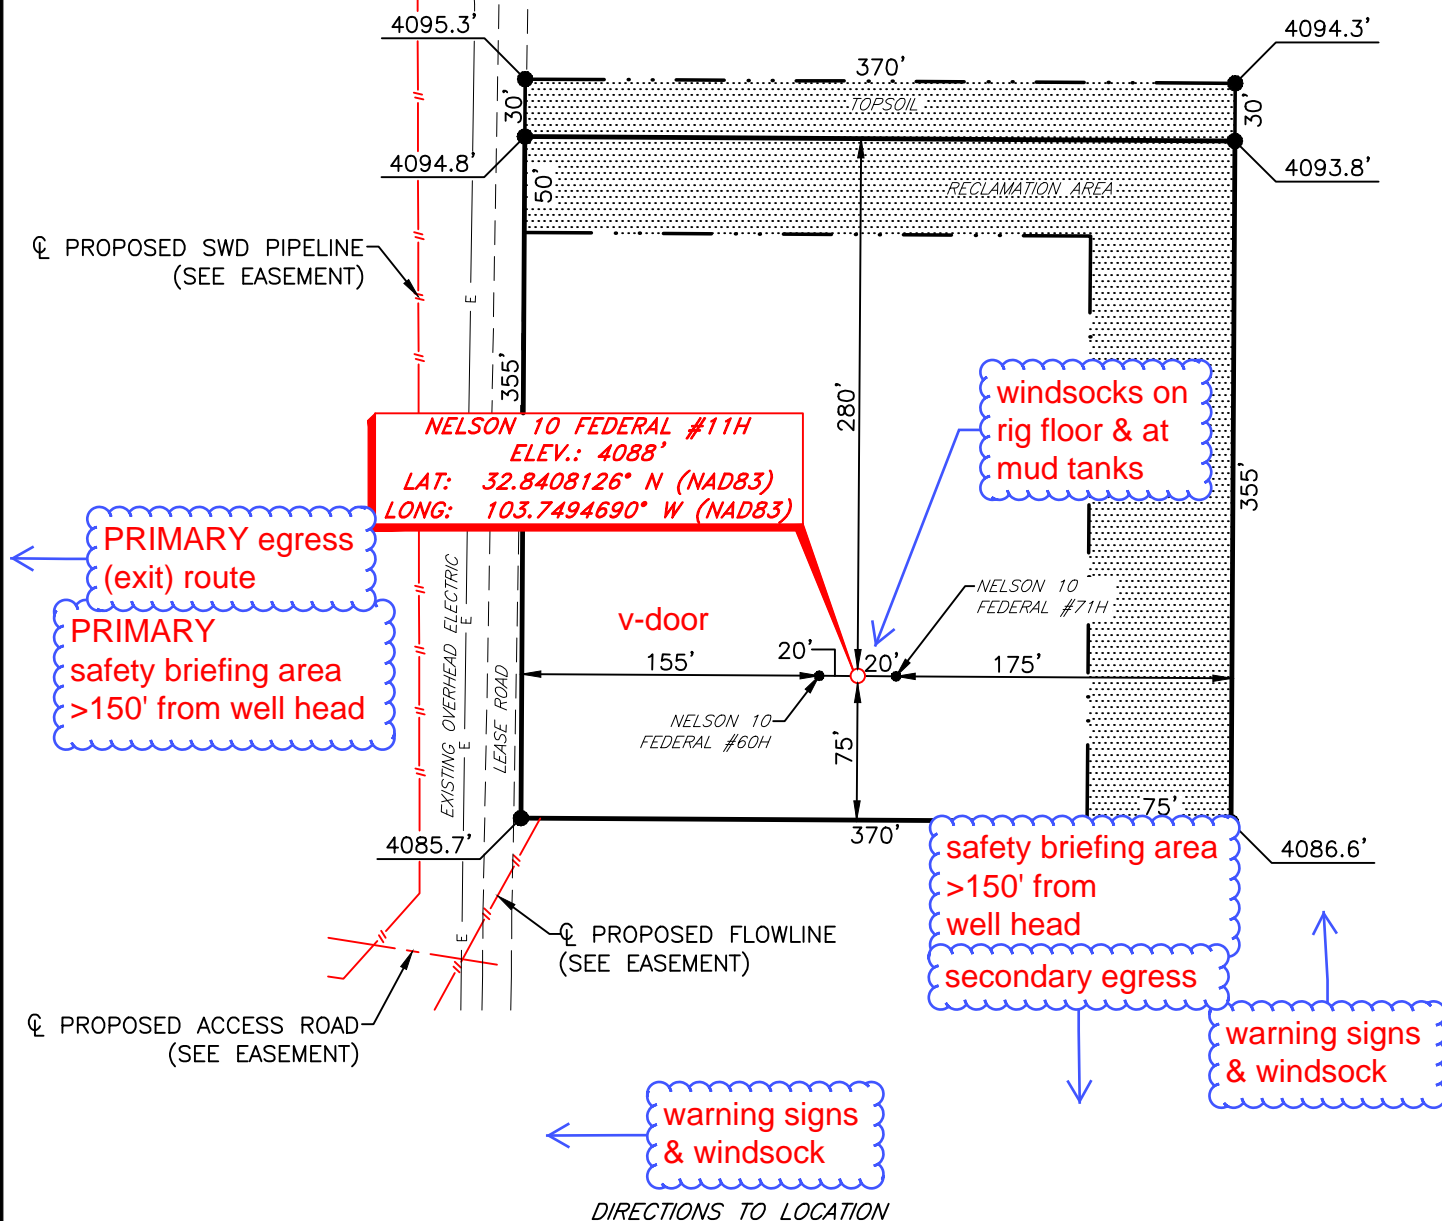 4095.3'
4094.3'
370'
30'
TOPSOIL
30'
4094.8'
4093.8'
50'
RECLAMATION AREA
℄ PROPOSED SWD PIPELINE
(SEE EASEMENT)
E
355'
280'
windsocks on
rig floor & at
mud tanks
355'
NELSON 10 FEDERAL #11H
ELEV.: 4088'
LAT: 32.8408126° N (NAD83)
LONG: 103.7494690° W (NAD83)
PRIMARY egress
(exit) route
PRIMARY
safety briefing area
>150' from well head
EXISTING OVERHEAD ELECTRIC
E
E
LEASE ROAD
v-door
NELSON 10
FEDERAL #71H
155'
20'
20'
175'
NELSON 10
FEDERAL #60H
75'
75'
4085.7'
370'
4086.6'
safety briefing area
>150' from
well head
secondary egress
℄ PROPOSED FLOWLINE
(SEE EASEMENT)
E
℄ PROPOSED ACCESS ROAD
(SEE EASEMENT)
warning signs
& windsock
warning signs
& windsock
DIRECTIONS TO LOCATION